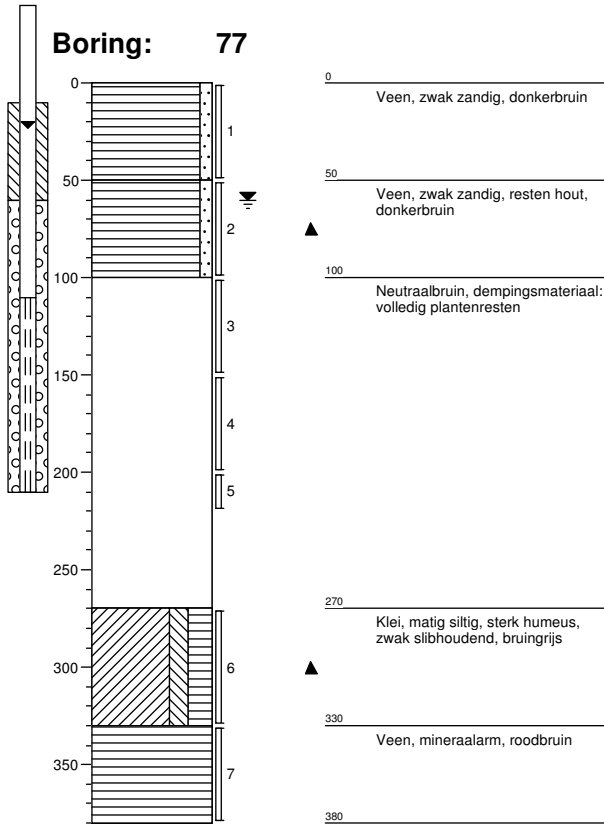 Boring: 77
0
50
100
150
200
250
300
350
1
2
3
4
5
6
7
0
Veen, zwak zandig, donkerbruin
50
Veen, zwak zandig, resten hout,
donkerbruin
100
Neutraalbruin, dempingsmateriaal:
volledig plantenresten
270
Klei, matig siltig, sterk humeus,
zwak slibhoudend, bruingrijs
330
Veen, mineraalarm, roodbruin
380